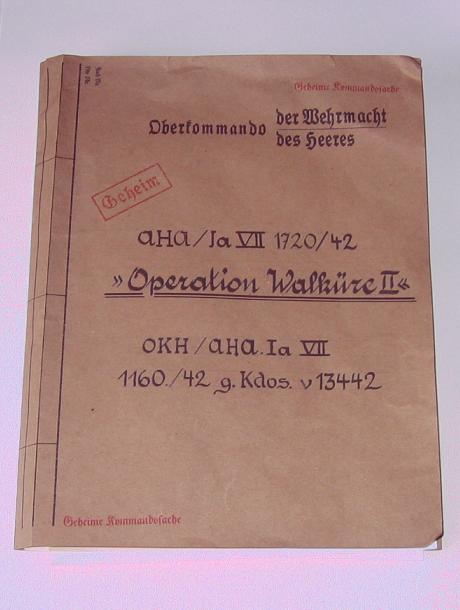 Geheime Kommandosache
Oberkommando der Wehrmacht
des Heeres
Geheim
AHA/Ia VII 1720/42
»Operation Walküre II«
OKH/AHA.Ia VII
1160./42 g. Kdos. v 13442
Geheime Kommandosache